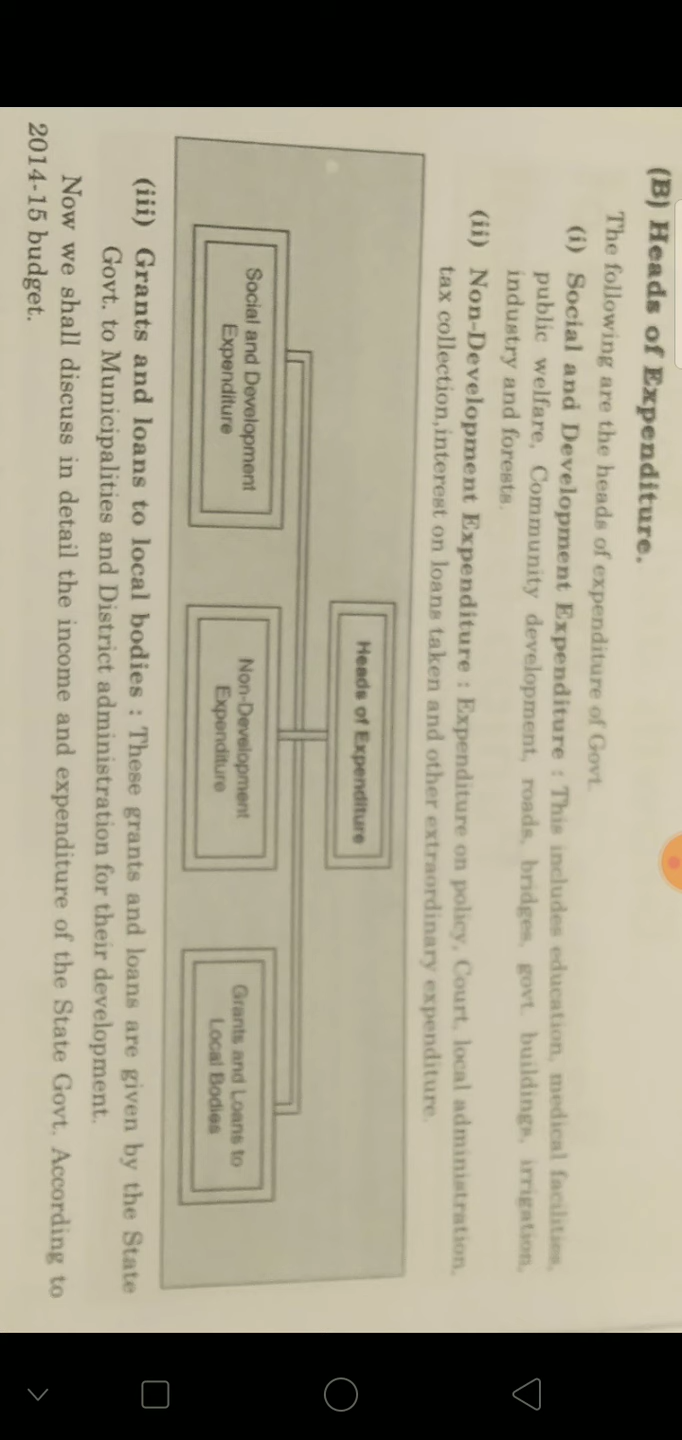 (B) Heads of Expenditure.
The following are the heads of expenditure of Govt.
(i) Social and Development Expenditure : This includes education, medical facilities,
public welfare, Community development, roads, bridges, govt. buildings, irrigation,
industry and forests.
(ii) Non-Development Expenditure : Expenditure on policy, Court, local administration,
tax collection,interest on loans taken and other extraordinary expenditure.
Heads of Expenditure
Social and Development
Expenditure
Non-Development
Expenditure
Grants and Loans to
Local Bodies
(iii) Grants and loans to local bodies : These grants and loans are given by the State
Govt. to Municipalities and District administration for their development.
Now we shall discuss in detail the income and expenditure of the State Govt. According to
2014-15 budget.